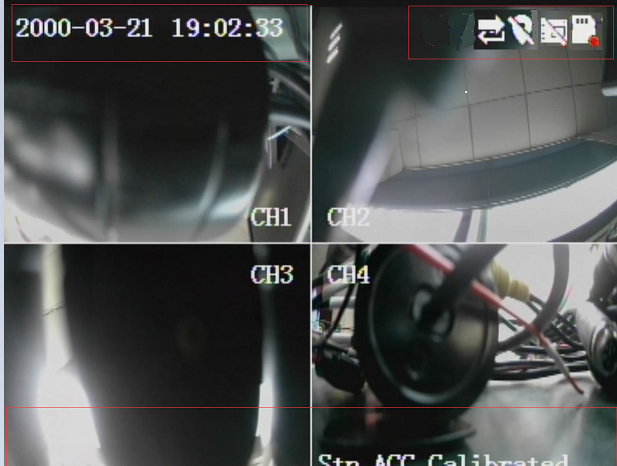 2000-03-21 19:02:33
CH1
CH2
CH3
CH4
Stp ACC Calibrated